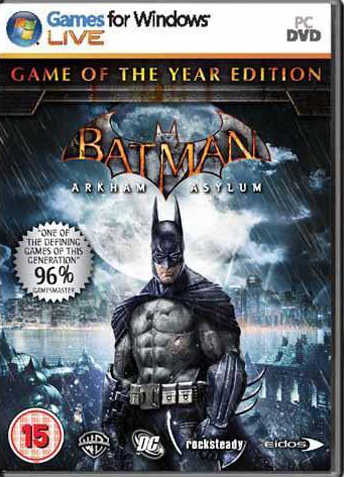 Games for Windows
LIVE
PC
DVD
GAME OF THE YEAR EDITION
BATMAN
ARKHAM ASYLUM
"ONE OF
THE DEFINING
GAMES OF THIS
GENERATION"
96%
GAMESMASTER
15
WB
DC
rocksteady
eidos